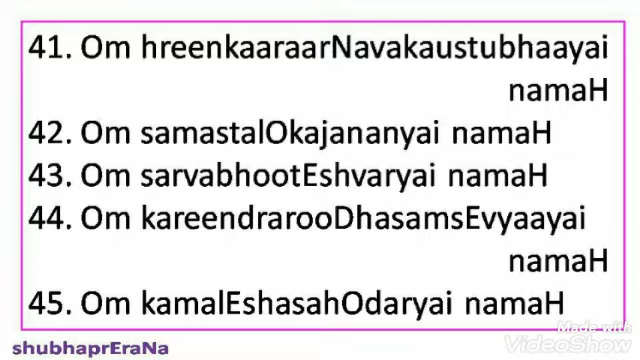 41. Om hreenkaaraarNavakaustubhaayai
namaH
42. Om samastalOkajananyai namaH
43. Om sarvabhootEshvaryai namaH
44. Om kareendrarooDhasamsEvyaayai
namaH
45. Om kamalEshasahOdaryai namaH
Made with
VideoShow
shubhaprEraNa